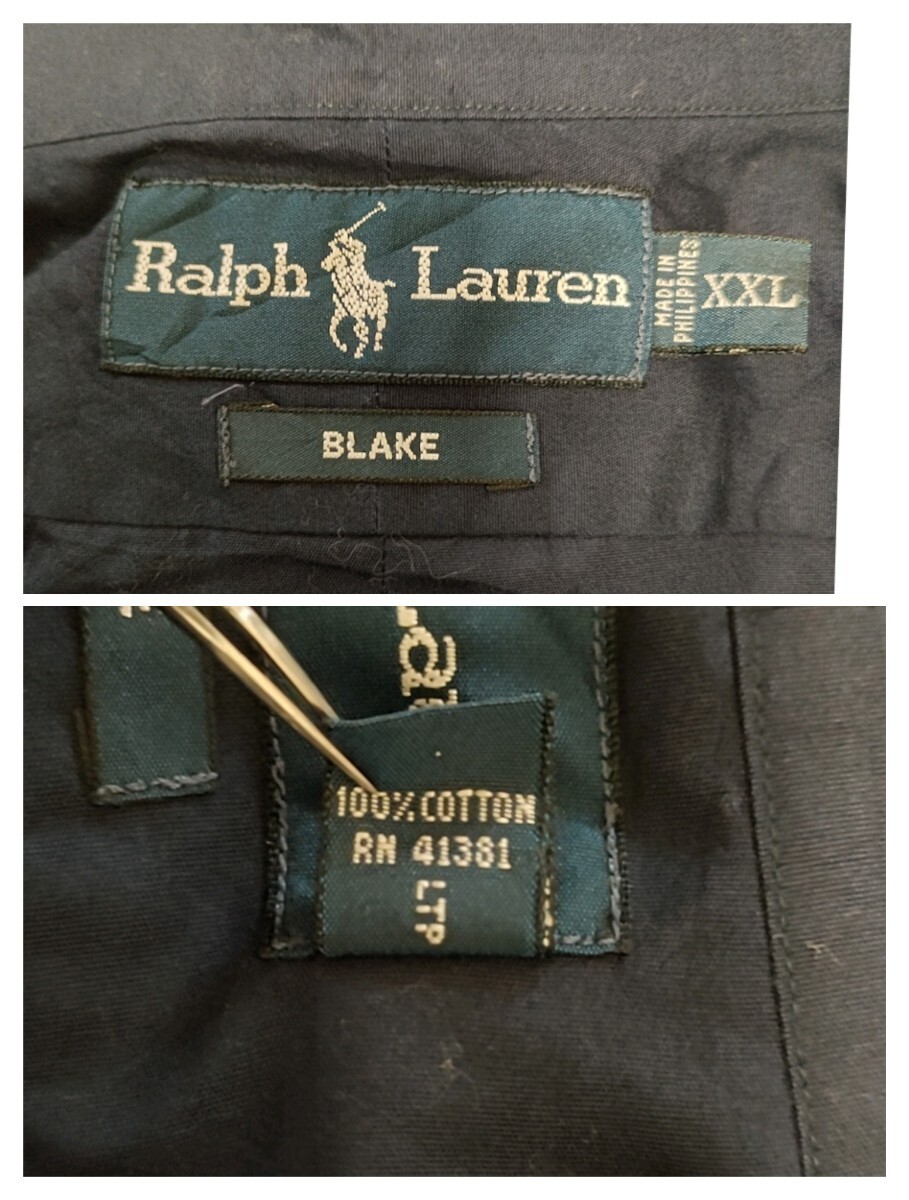 Ralph Lauren
MADE IN
PHILIPPINES
XXL
BLAKE
100% COTTON
RN 41381
LTP